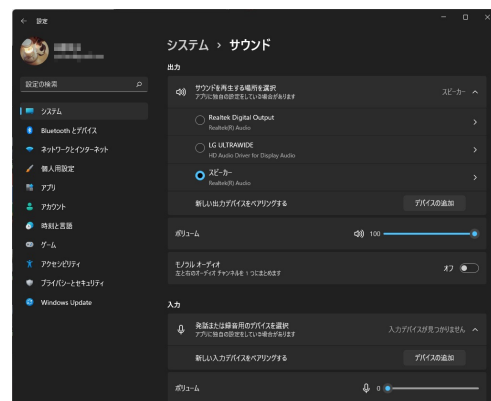 設定
システム › サウンド
設定の検索
システム
Bluetooth とデバイス
ネットワークとインターネット
個人用設定
アプリ
アカウント
時刻と言語
ゲーム
アクセシビリティ
プライバシーとセキュリティ
Windows Update
出力
サウンドを再生する場所を選択
アプリに独自の設定をしている場合があります
スピーカー
Realtek Digital Output
Realtek(R) Audio
LG ULTRAWIDE
HD Audio Driver for Display Audio
スピーカー
Realtek(R) Audio
新しい出力デバイスをペアリングする
デバイスの追加
ボリューム
100
モノラル オーディオ
左と右のオーディオ チャンネルを 1 つにまとめます
オフ
入力
発話または録音用のデバイスを選択
アプリに独自の設定をしている場合があります
入力デバイスが見つかりません
新しい入力デバイスをペアリングする
デバイスの追加
ボリューム
0